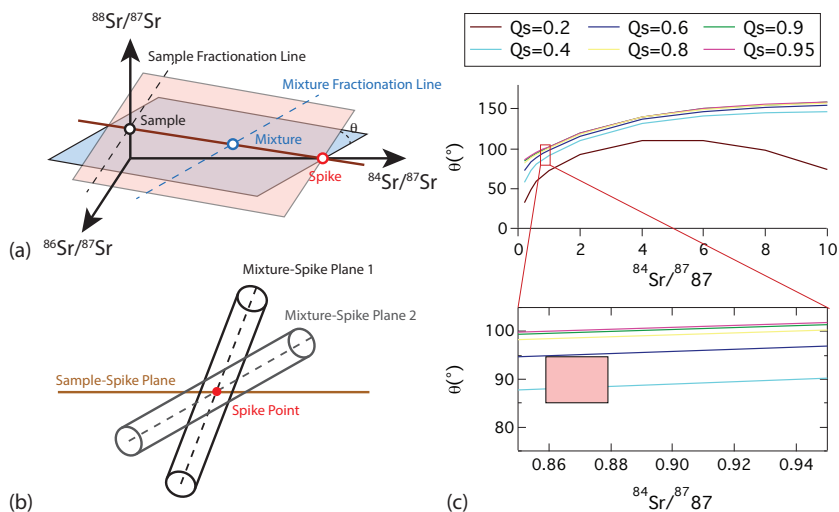 (a)
⁸⁸Sr/⁸⁷Sr
Sample Fractionation Line
Mixture Fractionation Line
Sample
Mixture
θ
Spike
⁸⁴Sr/⁸⁷Sr
⁸⁶Sr/⁸⁷Sr
(b)
Mixture-Spike Plane 1
Mixture-Spike Plane 2
Sample-Spike Plane
Spike Point
(c)
Qs=0.2 Qs=0.6 Qs=0.9
Qs=0.4 Qs=0.8 Qs=0.95
θ(°)
150
100
50
0
0 2 4 6 8 10
⁸⁴Sr/⁸⁷87
θ(°)
100
90
80
0.86 0.88 0.90 0.92 0.94
⁸⁴Sr/⁸⁷87